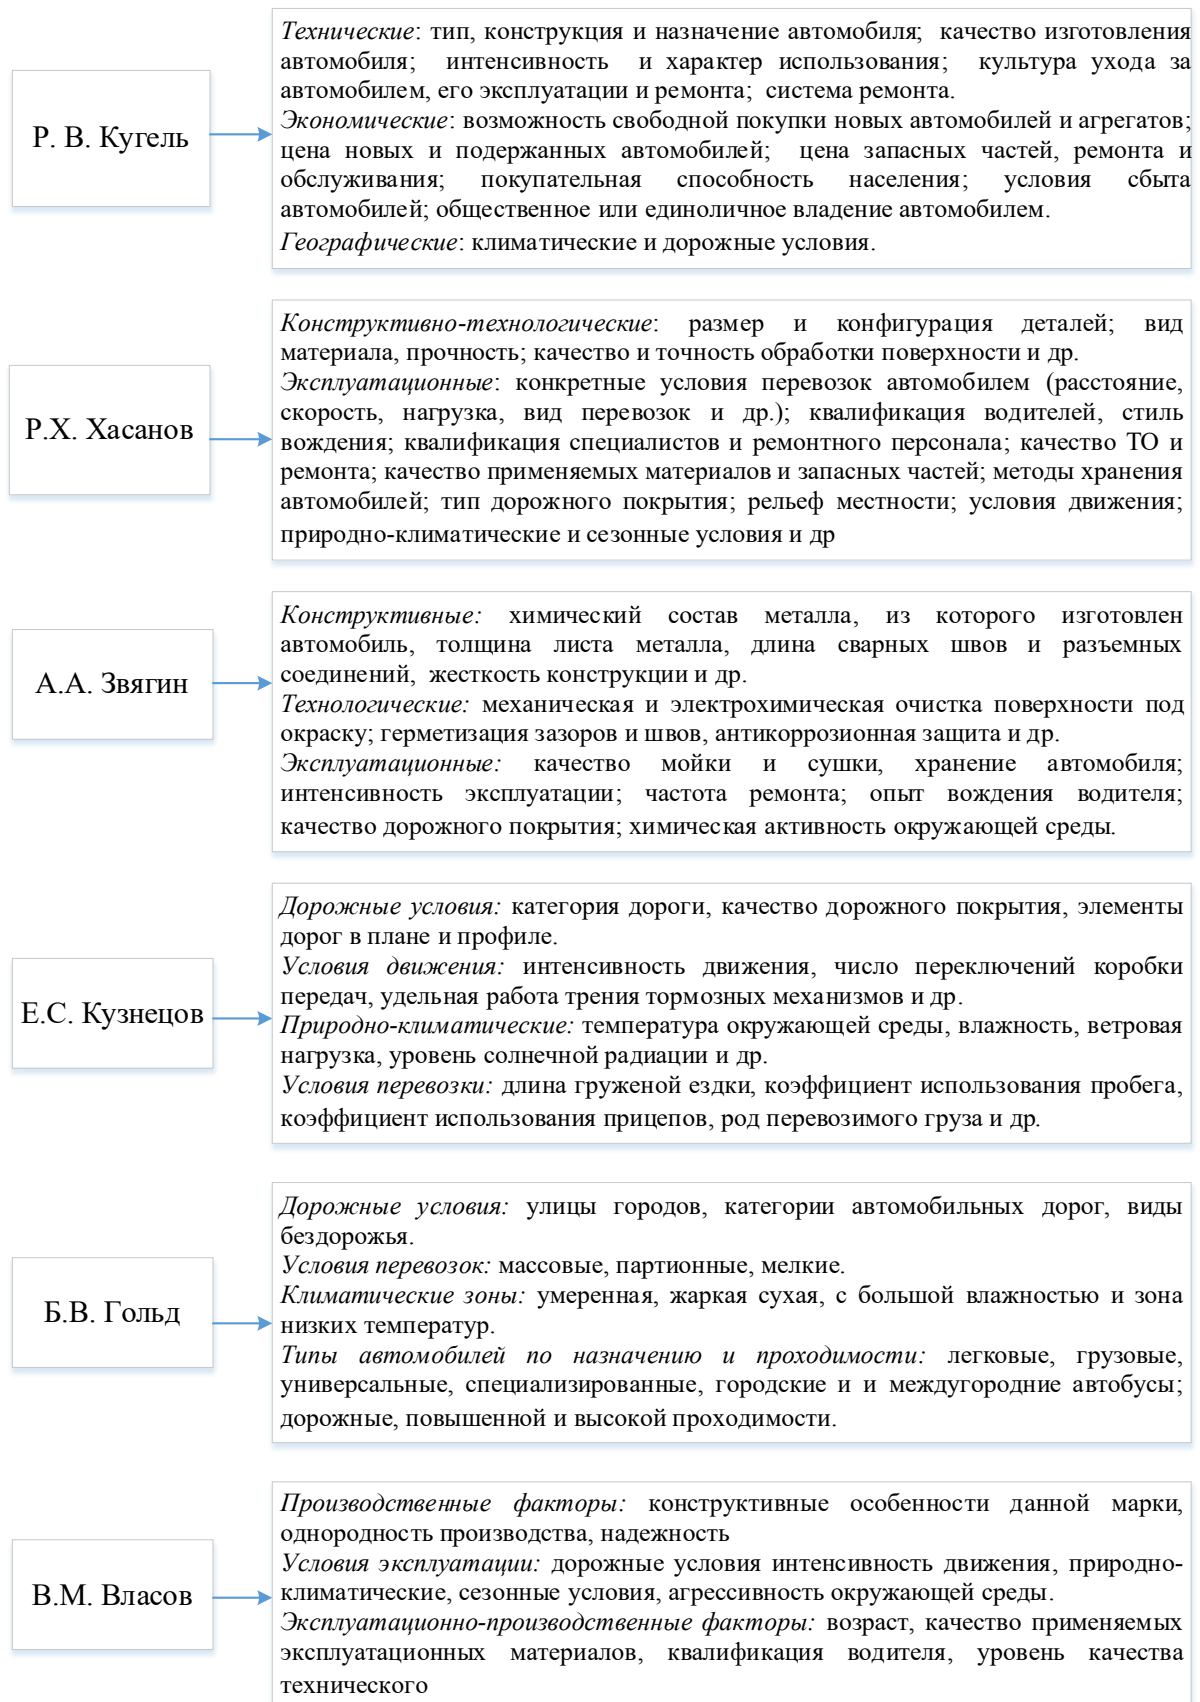 Технические: тип, конструкция и назначение автомобиля; качество изготовления
автомобиля; интенсивность и характер использования; культура ухода за
автомобилем, его эксплуатации и ремонта; система ремонта.
Р. В. Кугель
Экономические: возможность свободной покупки новых автомобилей и агрегатов;
цена новых и подержанных автомобилей; цена запасных частей, ремонта и
обслуживания; покупательная способность населения; условия сбыта
автомобилей; общественное или единоличное владение автомобилем.
Географические: климатические и дорожные условия.
Конструктивно-технологические: размер и конфигурация деталей; вид
материала, прочность; качество и точность обработки поверхности и др.
Эксплуатационные: конкретные условия перевозок автомобилем (расстояние,
скорость, нагрузка, вид перевозок и др.); квалификация водителей, стиль
Р.Х. Хасанов
вождения; квалификация специалистов и ремонтного персонала; качество ТО и
ремонта; качество применяемых материалов и запасных частей; методы хранения
автомобилей; тип дорожного покрытия; рельеф местности; условия движения;
природно-климатические и сезонные условия и др
Конструктивные: химический состав металла, из которого изготовлен
автомобиль, толщина листа металла, длина сварных швов и разъемных
соединений, жесткость конструкции и др.
А.А. Звягин
Технологические: механическая и электрохимическая очистка поверхности под
окраску; герметизация зазоров и швов, антикоррозионная защита и др.
Эксплуатационные: качество мойки и сушки, хранение автомобиля;
интенсивность эксплуатации; частота ремонта; опыт вождения водителя;
качество дорожного покрытия; химическая активность окружающей среды.
Дорожные условия: категория дороги, качество дорожного покрытия, элементы
дорог в плане и профиле.
Условия движения: интенсивность движения, число переключений коробки
передач, удельная работа трения тормозных механизмов и др.
Е.С. Кузнецов
Природно-климатические: температура окружающей среды, влажность, ветровая
нагрузка, уровень солнечной радиации и др.
Условия перевозки: длина груженой ездки, коэффициент использования пробега,
коэффициент использования прицепов, род перевозимого груза и др.
Дорожные условия: улицы городов, категории автомобильных дорог, виды
бездорожья.
Условия перевозок: массовые, партионные, мелкие.
Климатические зоны: умеренная, жаркая сухая, с большой влажностью и зона
низких температур.
Б.В. Гольд
Типы автомобилей по назначению и проходимости: легковые, грузовые,
универсальные, специализированные, городские и и междугородние автобусы;
дорожные, повышенной и высокой проходимости.
Производственные факторы: конструктивные особенности данной марки,
однородность производства, надежность
Условия эксплуатации: дорожные условия интенсивность движения, природно-
климатические, сезонные условия, агрессивность окружающей среды.
В.М. Власов
Эксплуатационно-производственные факторы: возраст, качество применяемых
эксплуатационных материалов, квалификация водителя, уровень качества
технического